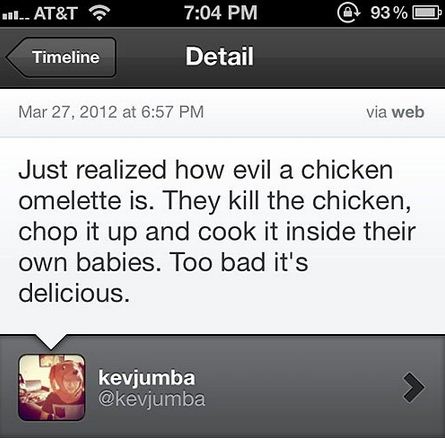 AT&T 7:04 PM 93%
Timeline Detail
Mar 27, 2012 at 6:57 PM via web
Just realized how evil a chicken
omelette is. They kill the chicken,
chop it up and cook it inside their
own babies. Too bad it's
delicious.
kevjumba
@kevjumba